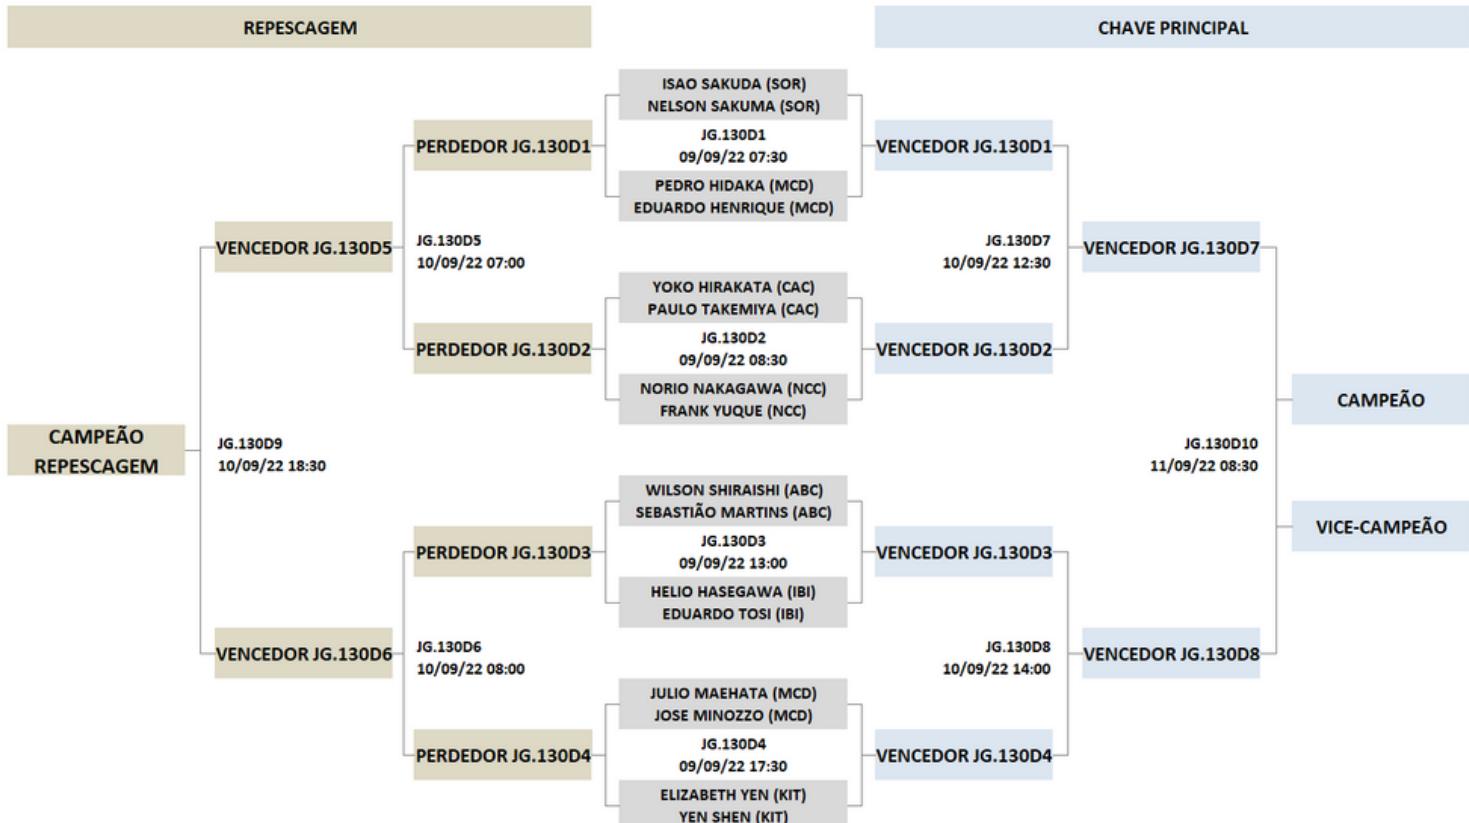 REPESCAGEM
CHAVE PRINCIPAL
ISAO SAKUDA (SOR)
NELSON SAKUMA (SOR)
PERDEDOR JG.130D1
JG.130D1
09/09/22 07:30
VENCEDOR JG.130D1
PEDRO HIDAKA (MCD)
EDUARDO HENRIQUE (MCD)
VENCEDOR JG.130D5
JG.130D5
10/09/22 07:00
JG.130D7
10/09/22 12:30
VENCEDOR JG.130D7
YOKO HIRAKATA (CAC)
PAULO TAKEMIYA (CAC)
PERDEDOR JG.130D2
JG.130D2
09/09/22 08:30
VENCEDOR JG.130D2
NORIO NAKAGAWA (NCC)
FRANK YUQUE (NCC)
CAMPEÃO
CAMPEÃO
REPESCAGEM
JG.130D9
10/09/22 18:30
JG.130D10
11/09/22 08:30
WILSON SHIRAISHI (ABC)
SEBASTIÃO MARTINS (ABC)
VICE-CAMPEÃO
PERDEDOR JG.130D3
JG.130D3
09/09/22 13:00
VENCEDOR JG.130D3
HELIO HASEGAWA (IBI)
EDUARDO TOSI (IBI)
VENCEDOR JG.130D6
JG.130D6
10/09/22 08:00
JG.130D8
10/09/22 14:00
VENCEDOR JG.130D8
JULIO MAEHATA (MCD)
JOSE MINOZZO (MCD)
PERDEDOR JG.130D4
JG.130D4
09/09/22 17:30
VENCEDOR JG.130D4
ELIZABETH YEN (KIT)
YEN SHEN (KIT)